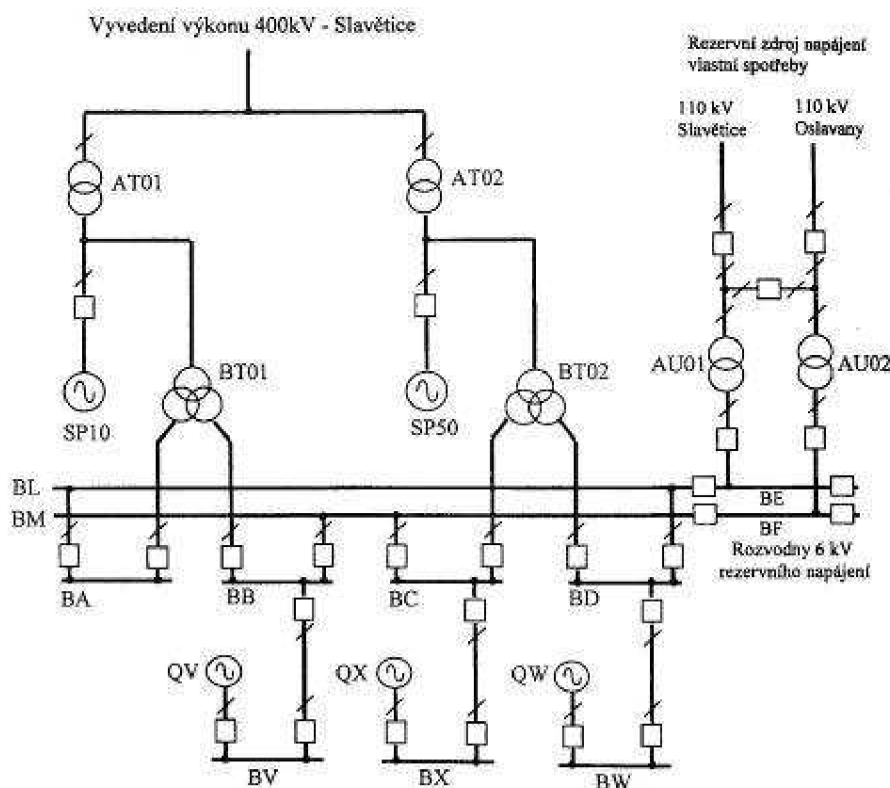 Vyvedení výkonu 400kV - Slavětice
Rezervní zdroj napájení
vlastní spotřeby
110 kV
Slavětice
110 kV
Oslavany
AT01
AT02
BT01
BT02
AU01
AU02
SP10
SP50
BL
BE
BM
BF
Rozvodny 6 kV
rezervního napájení
BA
BB
BC
BD
QV
QX
QW
BV
BX
BW